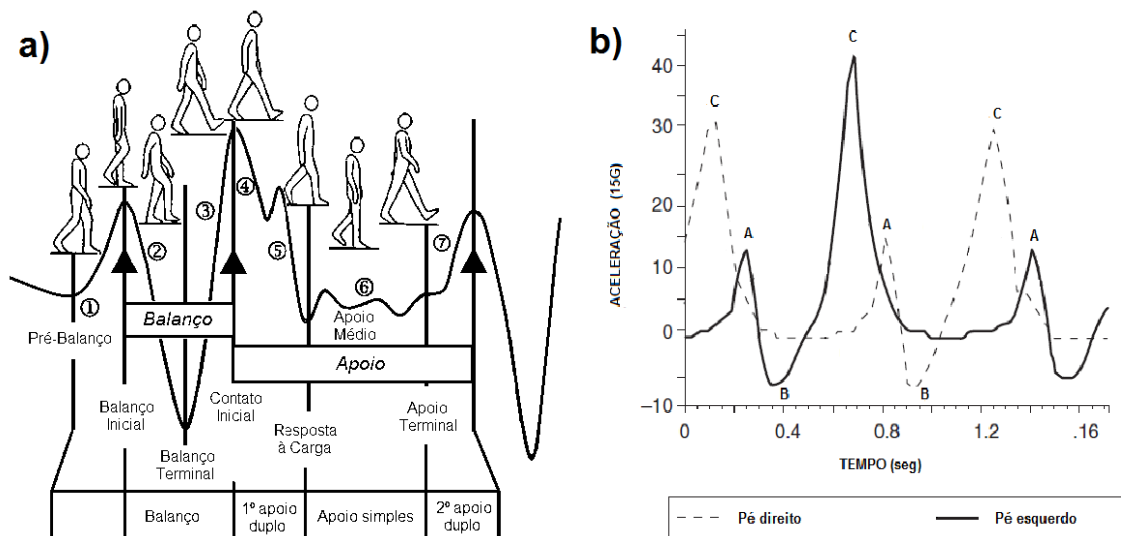 a)
①
②
③
④
⑤
⑥
⑦
Pré-Balanço
Balanço
Apoio
Médio
Apoio
Balanço
Inicial
Balanço
Terminal
Contato
Inicial
Resposta
à Carga
Apoio
Terminal
Balanço
1º apoio
duplo
Apoio simples
2º apoio
duplo
b)
ACELERAÇÃO (15G)
40
30
20
10
0
–10
C
A
B
C
A
B
C
A
0
0.4
0.8
1.2
.16
TEMPO (seg)
Pé direito
Pé esquerdo